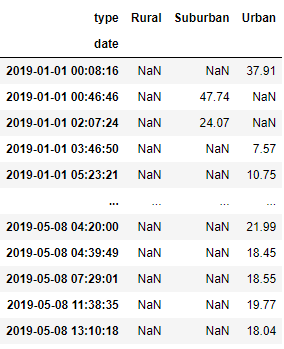 type Rural Suburban Urban
date
2019-01-01 00:08:16 NaN NaN 37.91
2019-01-01 00:46:46 NaN 47.74 NaN
2019-01-01 02:07:24 NaN 24.07 NaN
2019-01-01 03:46:50 NaN NaN 7.57
2019-01-01 05:23:21 NaN NaN 10.75
... ... ... ...
2019-05-08 04:20:00 NaN NaN 21.99
2019-05-08 04:39:49 NaN NaN 18.45
2019-05-08 07:29:01 NaN NaN 18.55
2019-05-08 11:38:35 NaN NaN 19.77
2019-05-08 13:10:18 NaN NaN 18.04